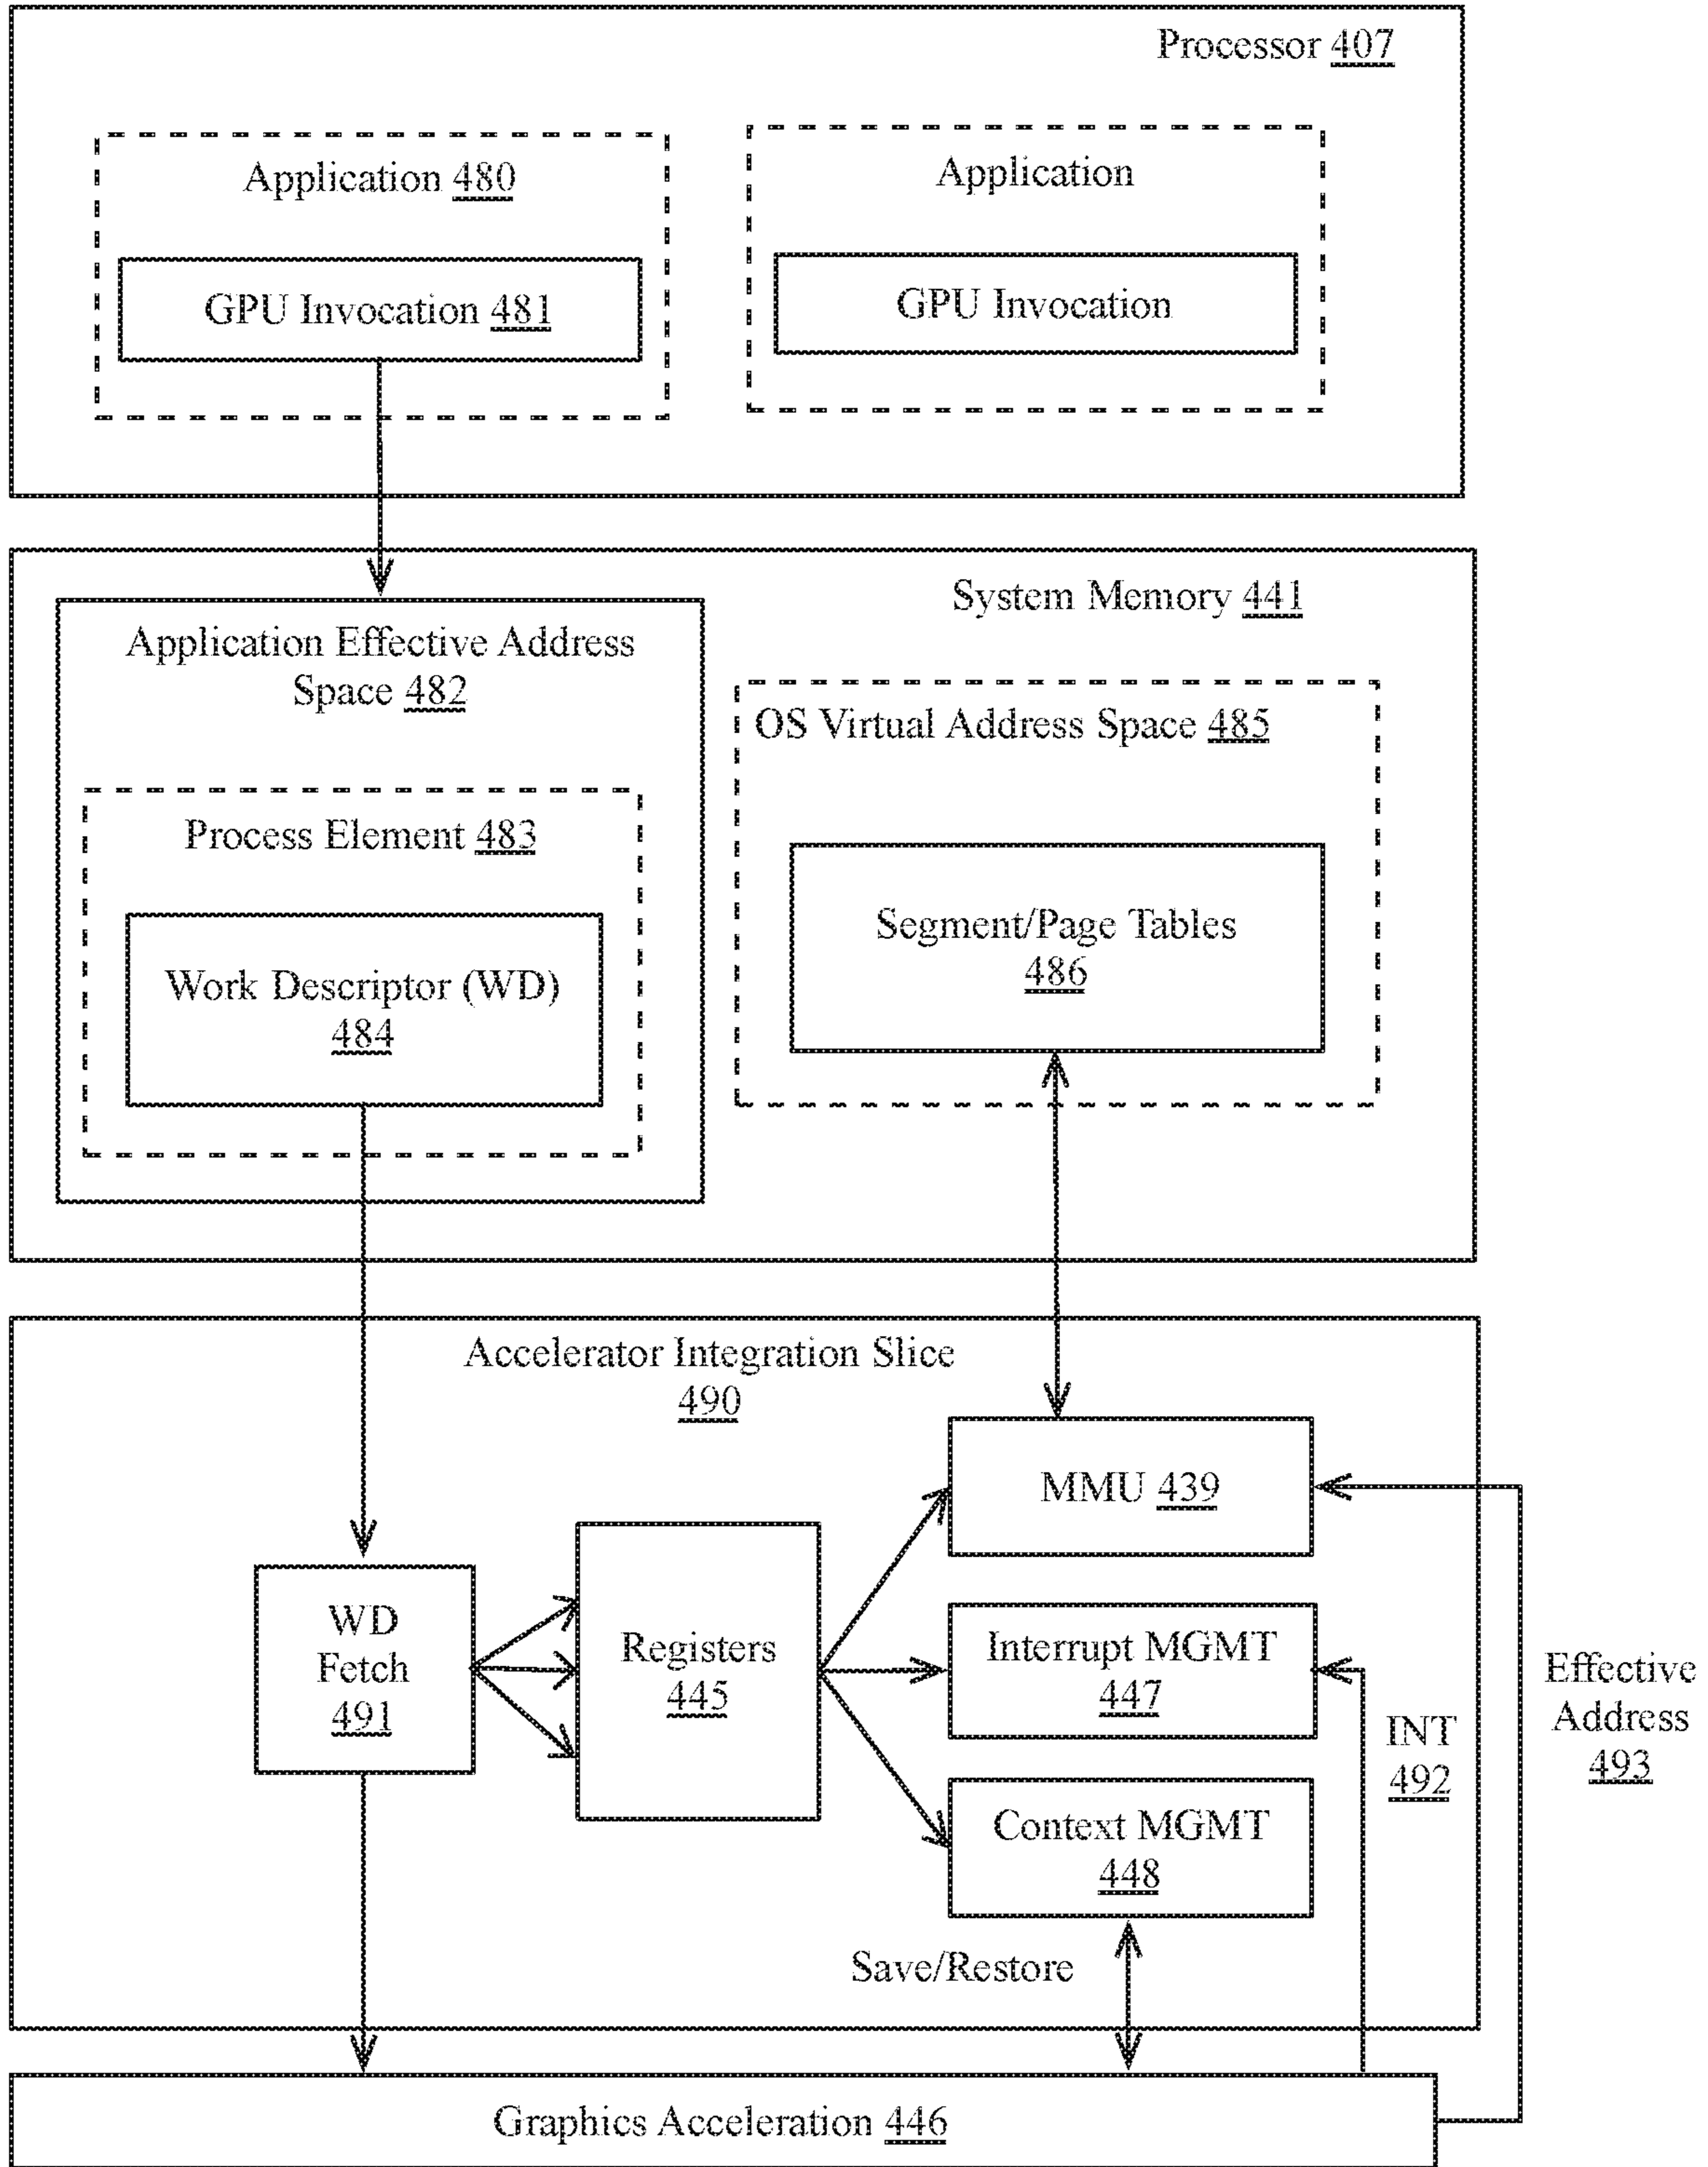 Processor 407
Application 480
GPU Invocation 481
Application
GPU Invocation
System Memory 441
Application Effective Address
Space 482
Process Element 483
Work Descriptor (WD)
484
OS Virtual Address Space 485
Segment/Page Tables
486
Accelerator Integration Slice
490
WD
Fetch
491
Registers
445
MMU 439
Interrupt MGMT
447
Context MGMT
448
Save/Restore
INT
492
Effective
Address
493
Graphics Acceleration 446